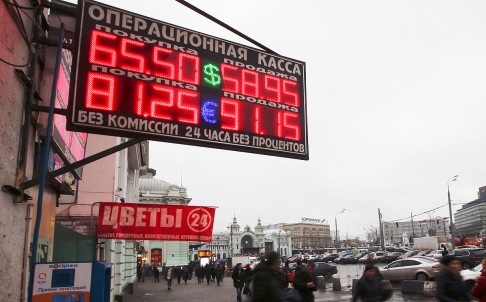 ОПЕРАЦИОННАЯ КАССА
покупка продажа
65.50 $ 58.95
покупка продажа
81.25 € 91.15
БЕЗ КОМИССИИ 24 ЧАСА БЕЗ ПРОЦЕНТОВ
ЦВЕТЫ 24